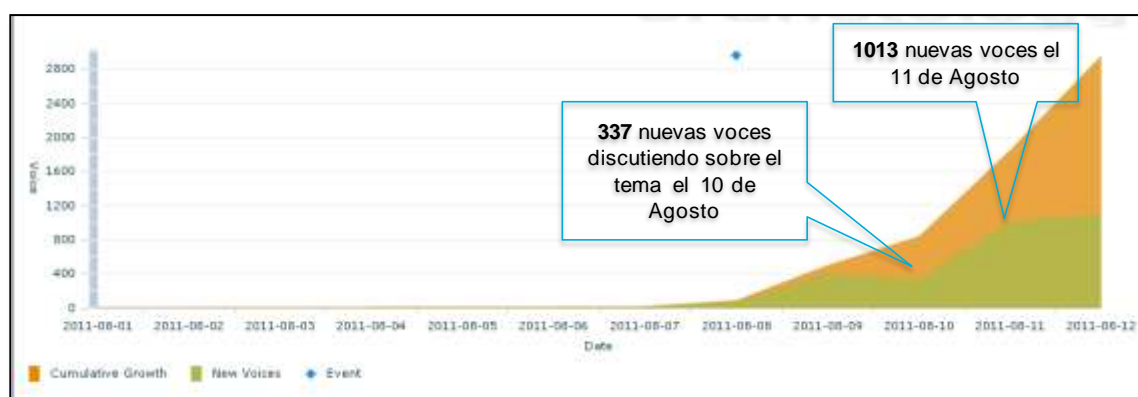 1013 nuevas voces el
11 de Agosto
337 nuevas voces
discutiendo sobre el
tema el 10 de
Agosto
2800
2400
2000
1600
1200
800
400
0
Voice
2011-08-01 2011-08-02 2011-08-03 2011-08-04 2011-08-05 2011-08-06 2011-08-07 2011-08-08 2011-08-09 2011-08-10 2011-08-11 2011-08-12
Date
Cumulative Growth New Voices Event